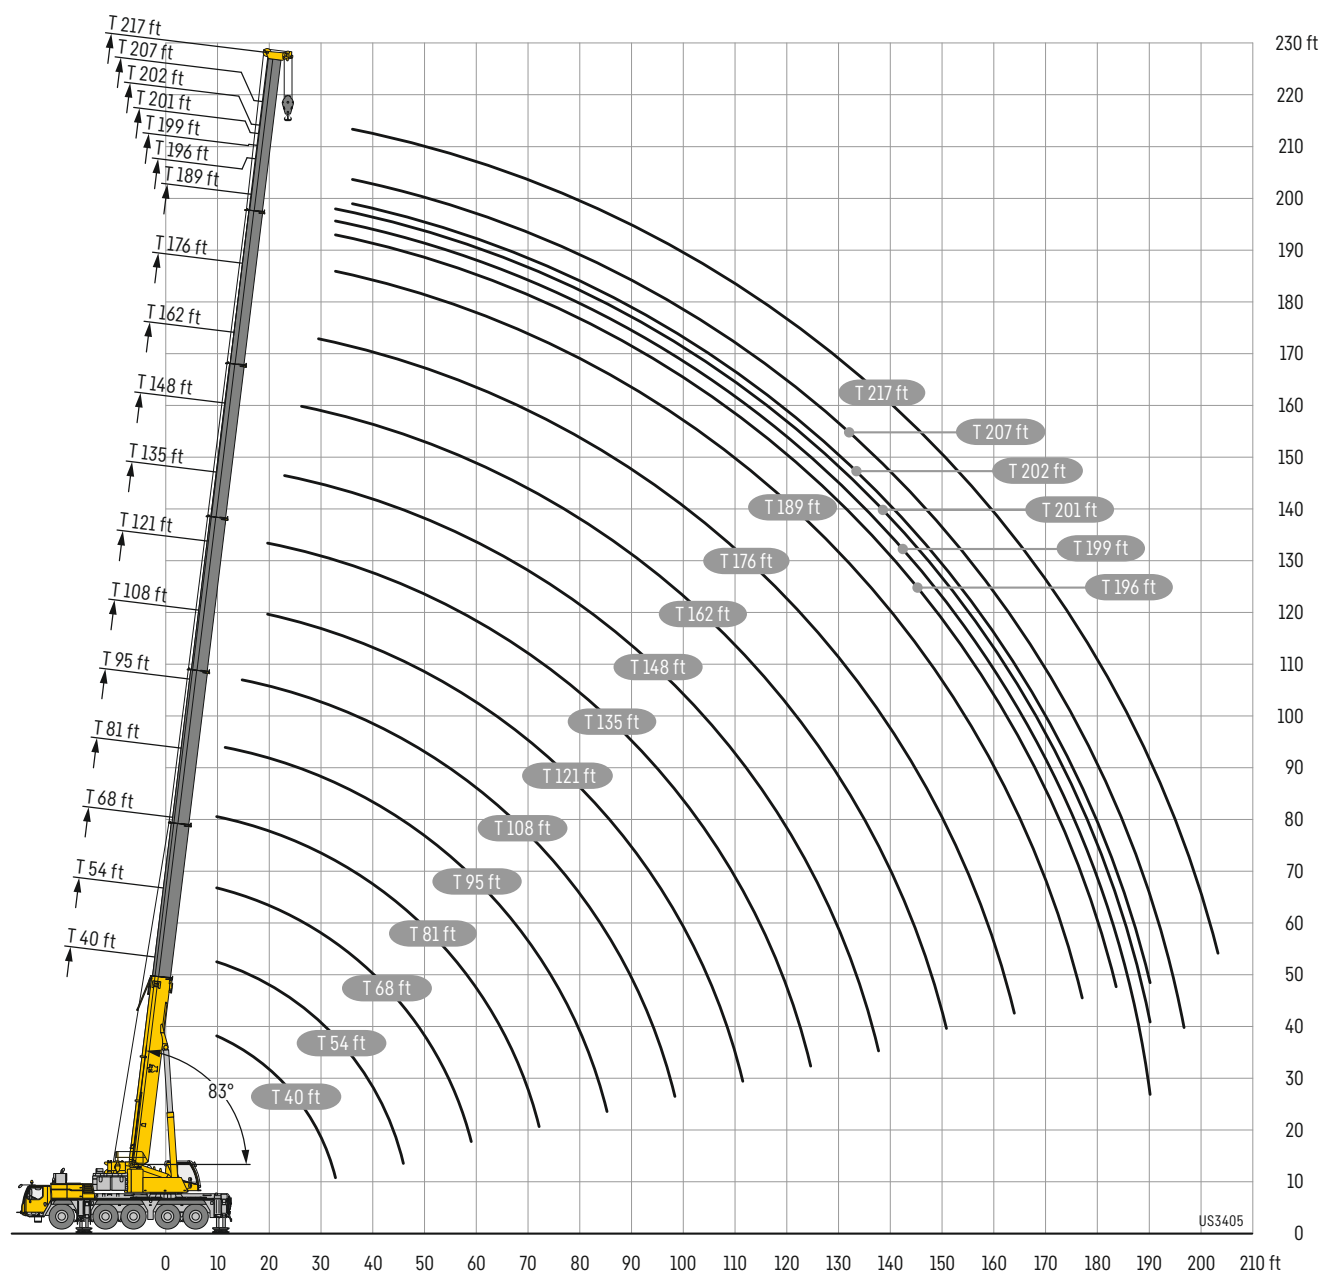 T 217 ft
T 207 ft
T 202 ft
T 201 ft
T 199 ft
T 196 ft
T 189 ft
T 176 ft
T 162 ft
T 148 ft
T 135 ft
T 121 ft
T 108 ft
T 95 ft
T 81 ft
T 68 ft
T 54 ft
T 40 ft
83°
T 217 ft
T 207 ft
T 202 ft
T 189 ft
T 201 ft
T 199 ft
T 176 ft
T 196 ft
T 162 ft
T 148 ft
T 135 ft
T 121 ft
T 108 ft
T 95 ft
T 81 ft
T 68 ft
T 54 ft
T 40 ft
230 ft
220
210
200
190
180
170
160
150
140
130
120
110
100
90
80
70
60
50
40
30
20
10
0
US3405
0 10 20 30 40 50 60 70 80 90 100 110 120 130 140 150 160 170 180 190 200 210 ft